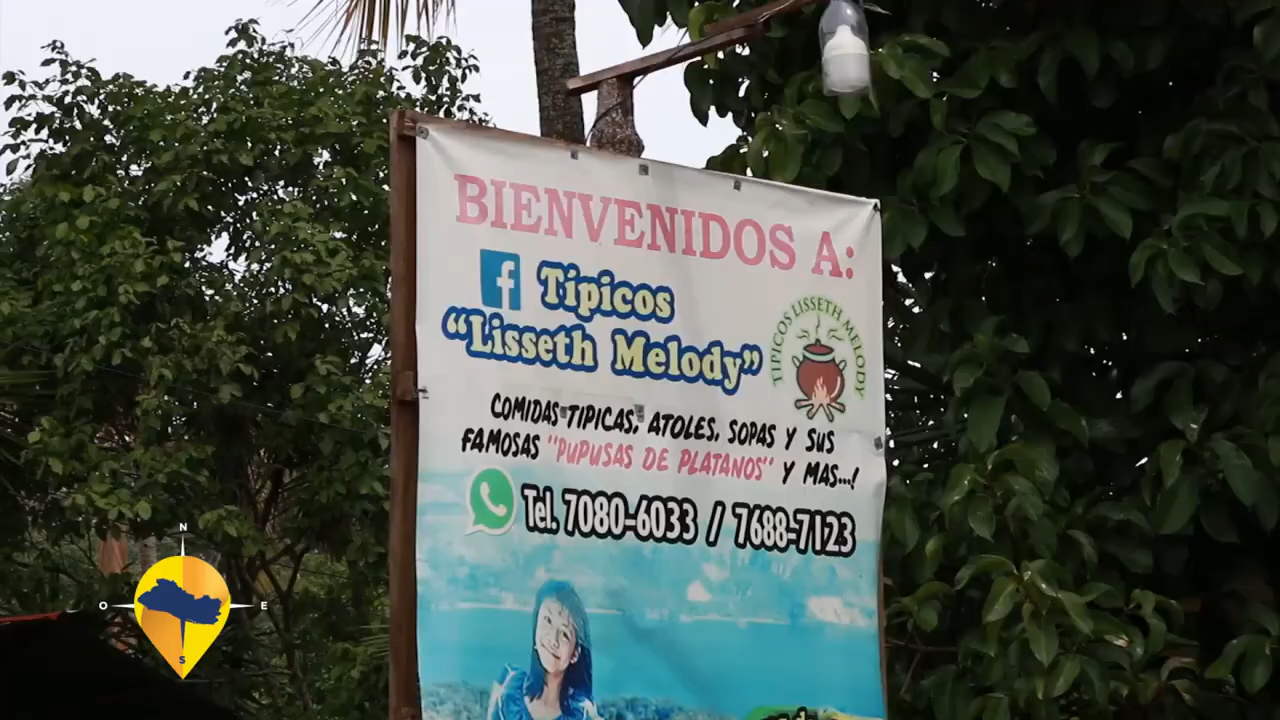 BIENVENIDOS A:
f Típicos
“Lisseth Melody”
TIPICOS LISSETH MELODY
COMIDAS TIPICAS, ATOLES, SOPAS Y SUS
FAMOSAS "PUPUSAS DE PLATANOS" Y MAS...!
Tel. 7080-6033 / 7688-7123
N
O E
S